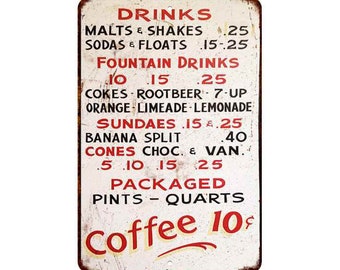 DRINKS
MALTS & SHAKES .25
SODAS & FLOATS .15-.25
FOUNTAIN DRINKS
.10 .15 .25
COKES - ROOTBEER - 7-UP
ORANGE - LIMEADE - LEMONADE
SUNDAES .15 & .25
BANANA SPLIT .40
CONES CHOC. & VAN.
.5 .10 .15 .25
PACKAGED
PINTS - QUARTS
Coffee 10¢